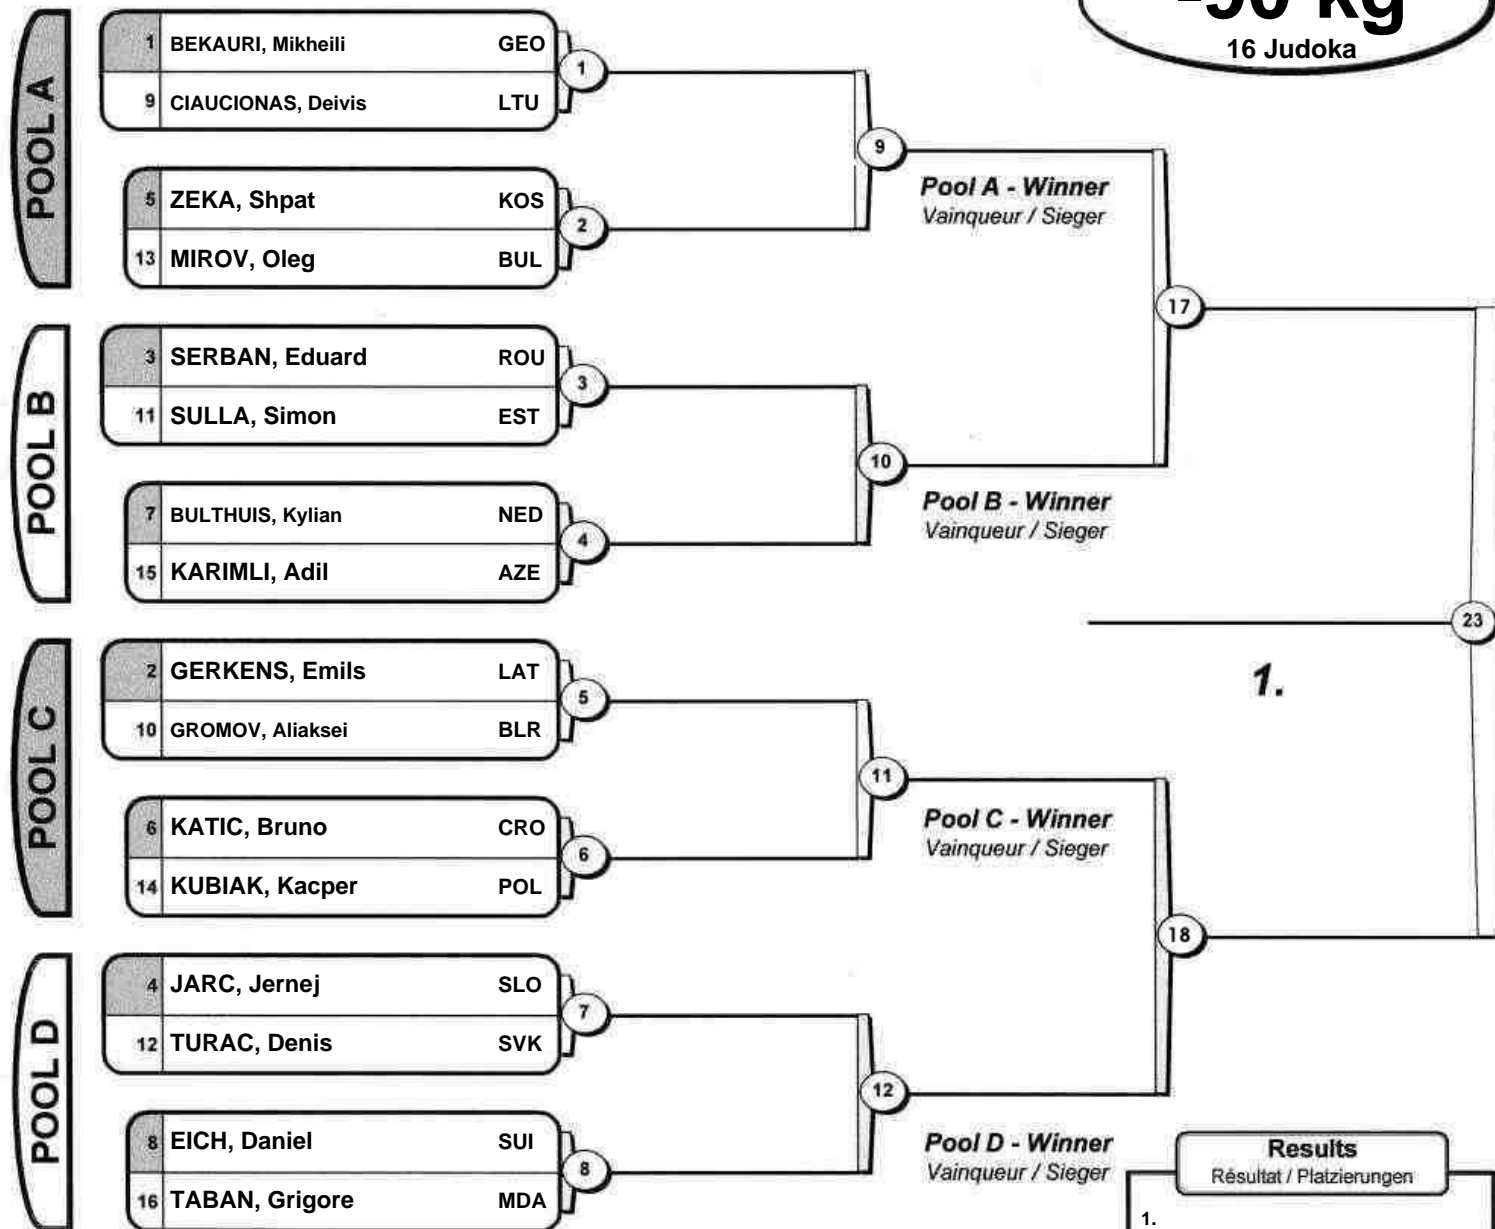 -90 kg
16 Judoka
POOL A
1 BEKAURI, Mikheili GEO
9 CIAUCIONAS, Deivis LTU
1
5 ZEKA, Shpat KOS
13 MIROV, Oleg BUL
2
9
Pool A - Winner
Vainqueur / Sieger
17
POOL B
3 SERBAN, Eduard ROU
11 SULLA, Simon EST
3
7 BULTHUIS, Kylian NED
15 KARIMLI, Adil AZE
4
10
Pool B - Winner
Vainqueur / Sieger
23
1.
POOL C
2 GERKENS, Emils LAT
10 GROMOV, Aliaksei BLR
5
6 KATIC, Bruno CRO
14 KUBIAK, Kacper POL
6
11
Pool C - Winner
Vainqueur / Sieger
18
POOL D
4 JARC, Jernej SLO
12 TURAC, Denis SVK
7
8 EICH, Daniel SUI
16 TABAN, Grigore MDA
8
12
Pool D - Winner
Vainqueur / Sieger
Results
Résultat / Platzierungen
1.